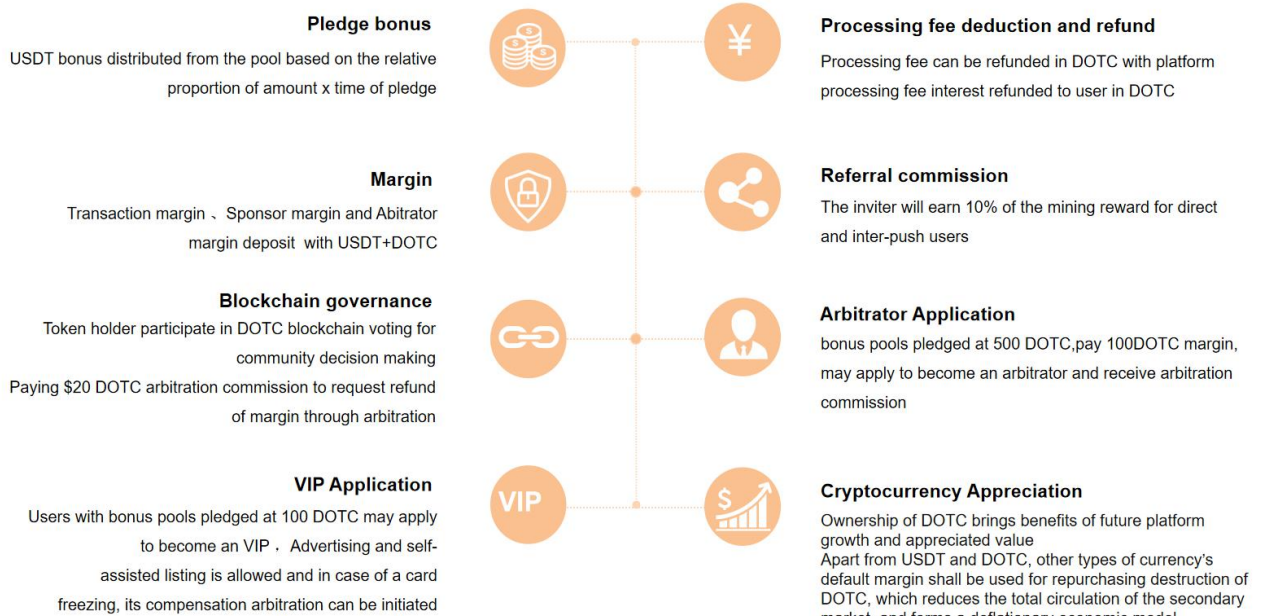 Pledge bonus
USDT bonus distributed from the pool based on the relative
proportion of amount x time of pledge
Processing fee deduction and refund
Processing fee can be refunded in DOTC with platform
processing fee interest refunded to user in DOTC
Margin
Transaction margin 、Sponsor margin and Abitrator
margin deposit with USDT+DOTC
Referral commission
The inviter will earn 10% of the mining reward for direct
and inter-push users
Blockchain governance
Token holder participate in DOTC blockchain voting for
community decision making
Paying $20 DOTC arbitration commission to request refund
of margin through arbitration
Arbitrator Application
bonus pools pledged at 500 DOTC,pay 100DOTC margin,
may apply to become an arbitrator and receive arbitration
commission
VIP Application
Users with bonus pools pledged at 100 DOTC may apply
to become an VIP , Advertising and self-
assisted listing is allowed and in case of a card
freezing, its compensation arbitration can be initiated
VIP
Cryptocurrency Appreciation
Ownership of DOTC brings benefits of future platform
growth and appreciated value
Apart from USDT and DOTC, other types of currency's
default margin shall be used for repurchasing destruction of
DOTC, which reduces the total circulation of the secondary
market, and forms a deflationary economic model
$
¥